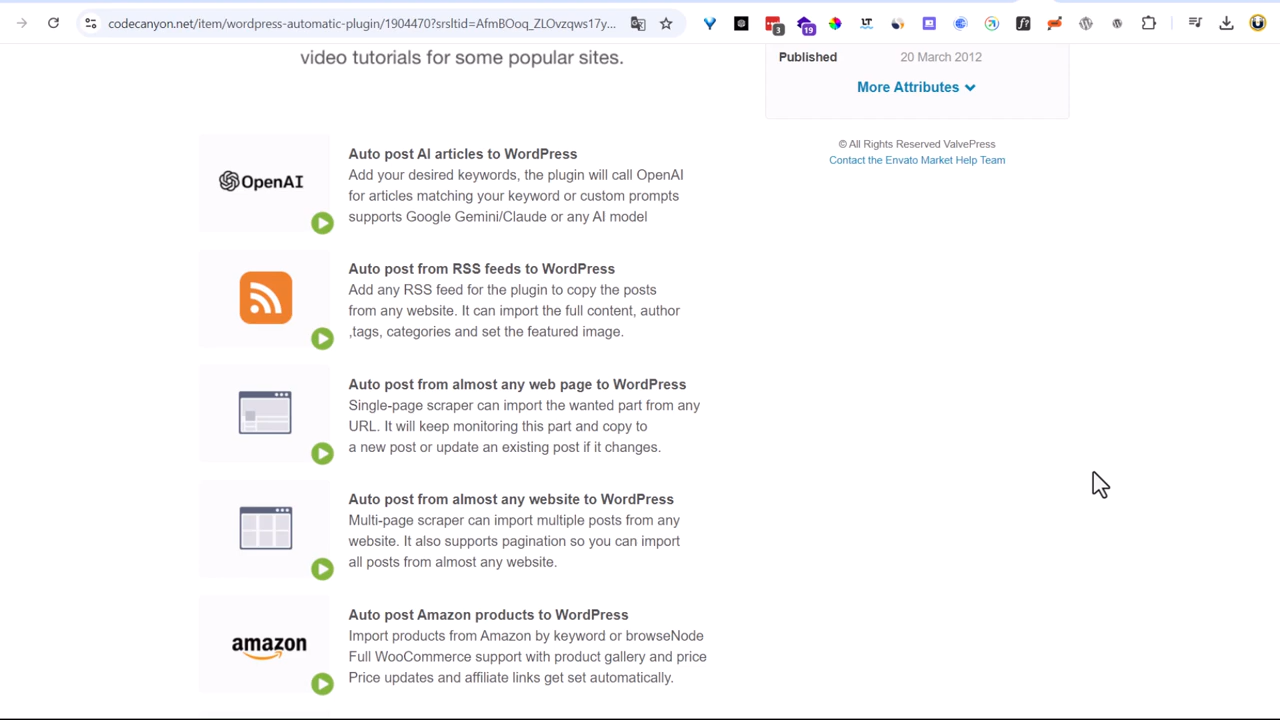 codecanyon.net/item/wordpress-automatic-plugin/1904470?srsltid=AfmBOoq_ZLOvzqws17y...
3
19
LT
video tutorials for some popular sites.
Published 20 March 2012
More Attributes
© All Rights Reserved ValvePress
Contact the Envato Market Help Team
OpenAI
Auto post AI articles to WordPress
Add your desired keywords, the plugin will call OpenAI
for articles matching your keyword or custom prompts
supports Google Gemini/Claude or any AI model
Auto post from RSS feeds to WordPress
Add any RSS feed for the plugin to copy the posts
from any website. It can import the full content, author
,tags, categories and set the featured image.
Auto post from almost any web page to WordPress
Single-page scraper can import the wanted part from any
URL. It will keep monitoring this part and copy to
a new post or update an existing post if it changes.
Auto post from almost any website to WordPress
Multi-page scraper can import multiple posts from any
website. It also supports pagination so you can import
all posts from almost any website.
amazon
Auto post Amazon products to WordPress
Import products from Amazon by keyword or browseNode
Full WooCommerce support with product gallery and price
Price updates and affiliate links get set automatically.